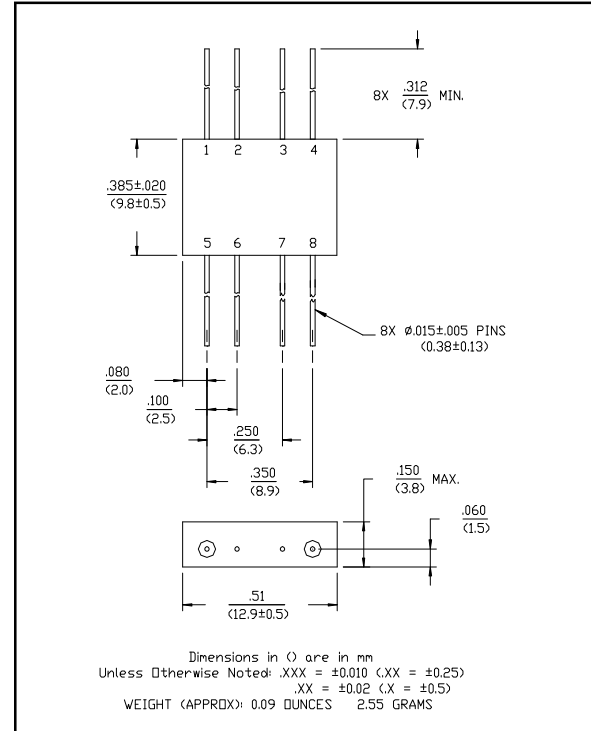 8X .312 MIN.
(7.9)
1 2 3 4
.385±.020
(9.8±0.5)
5 6 7 8
8X Ø.015±.005 PINS
(0.38±0.13)
.080
(2.0)
.100
(2.5)
.250
(6.3)
.350
(8.9)
.150 MAX.
(3.8)
.060
(1.5)
.51
(12.9±0.5)
Dimensions in () are in mm
Unless Otherwise Noted: .XXX = ±0.010 (.XX = ±0.25)
.XX = ±0.02 (.X = ±0.5)
WEIGHT (APPROX): 0.09 OUNCES 2.55 GRAMS